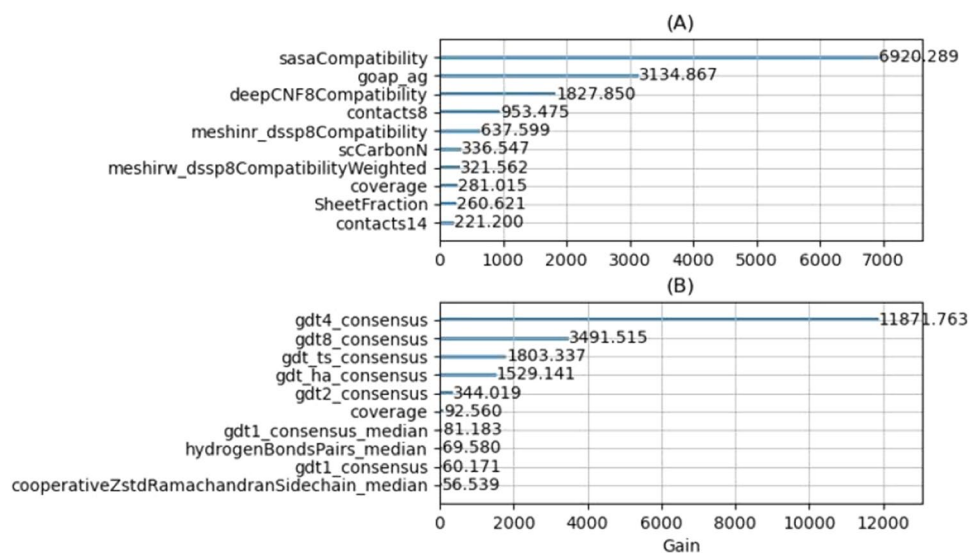 (A)
sasaCompatibility 6920.289
goap_ag 3134.867
deepCNF8Compatibility 1827.850
contacts8 953.475
meshinr_dssp8Compatibility 637.599
scCarbonN 336.547
meshirw_dssp8CompatibilityWeighted 321.562
coverage 281.015
SheetFraction 260.621
contacts14 221.200
0 1000 2000 3000 4000 5000 6000 7000
(B)
gdt4_consensus 11871.763
gdt8_consensus 3491.515
gdt_ts_consensus 1803.337
gdt_ha_consensus 1529.141
gdt2_consensus 344.019
coverage 92.560
gdt1_consensus_median 81.183
hydrogenBondsPairs_median 69.580
gdt1_consensus 60.171
cooperativeZstdRamachandranSidechain_median 56.539
0 2000 4000 6000 8000 10000 12000
Gain